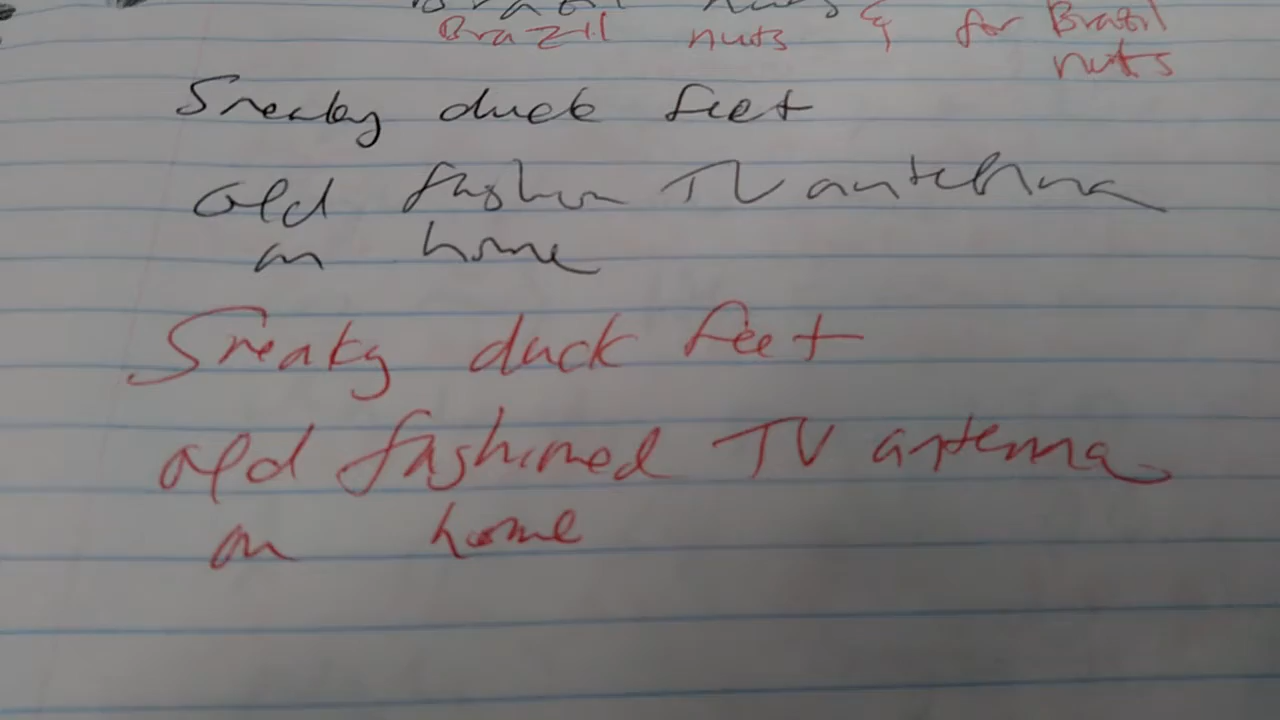 Brazil nuts & for Brazil
nuts
Sneaky duck feet
old fashion TV antenna
on home
Sneaky duck feet
old fashioned TV antenna
on home